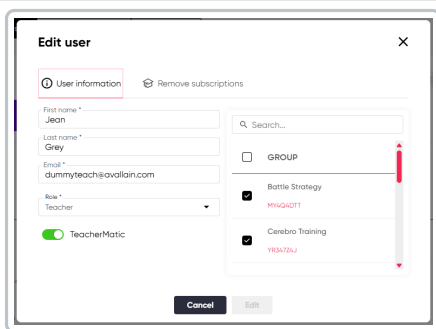 Edit user
User information
Remove subscriptions
First name *
Jean
Last name *
Grey
Email *
dummyteach@avallain.com
Role *
Teacher
TeacherMatic
Search...
GROUP
Battle Strategy
MY4Q4DTT
Cerebro Training
YR347Z4J
Cancel
Edit